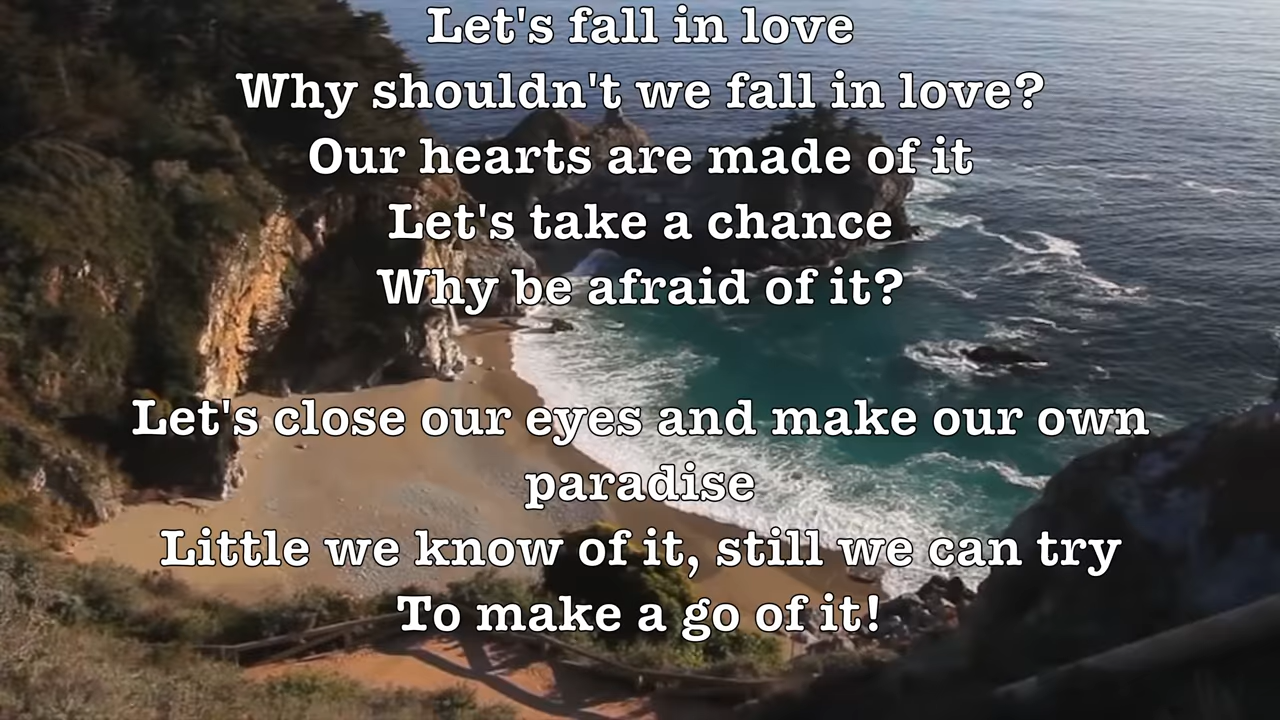 Let's fall in love
Why shouldn't we fall in love?
Our hearts are made of it
Let's take a chance
Why be afraid of it?
Let's close our eyes and make our own
paradise
Little we know of it, still we can try
To make a go of it!